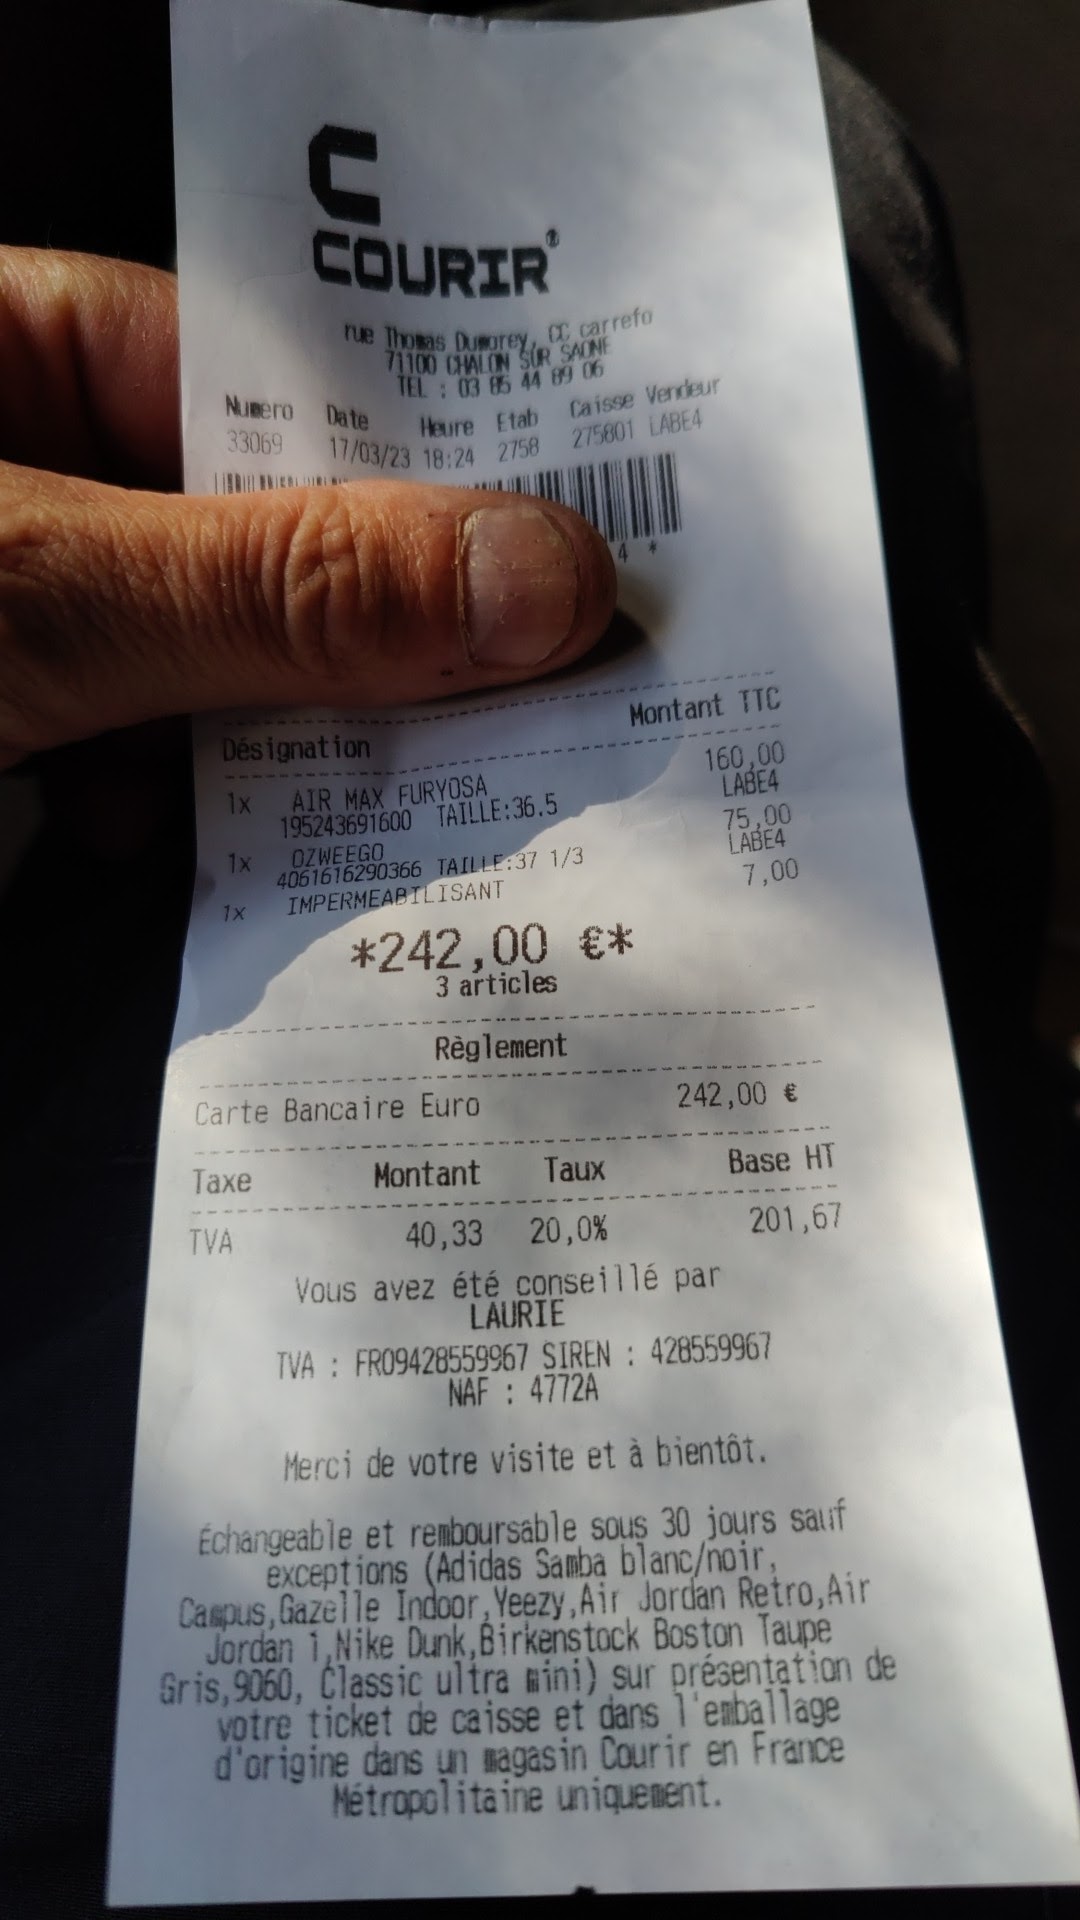 C
COURIR®
rue Thomas Dumorey, CC carrefo
71100 CHALON SUR SAONE
TEL : 03 85 44 89 06
Numero Date Heure Etab Caisse Vendeur
33069 17/03/23 18:24 2758 275801 LABE4
4 *
Désignation Montant TTC
1x AIR MAX FURYOSA 160,00
195243691600 TAILLE:36.5 LABE4
1x OZWEEGO 75,00
4061616290366 TAILLE:37 1/3 LABE4
1x IMPERMEABILISANT 7,00
*242,00 €*
3 articles
Règlement
Carte Bancaire Euro 242,00 €
Taxe Montant Taux Base HT
TVA 40,33 20,0% 201,67
Vous avez été conseillé par
LAURIE
TVA : FR09428559967 SIREN : 428559967
NAF : 4772A
Merci de votre visite et à bientôt.
Échangeable et remboursable sous 30 jours sauf
exceptions (Adidas Samba blanc/noir,
Campus,Gazelle Indoor,Yeezy,Air Jordan Retro,Air
Jordan 1,Nike Dunk,Birkenstock Boston Taupe
Gris,9060, Classic ultra mini) sur présentation de
votre ticket de caisse et dans l'emballage
d'origine dans un magasin Courir en France
Métropolitaine uniquement.